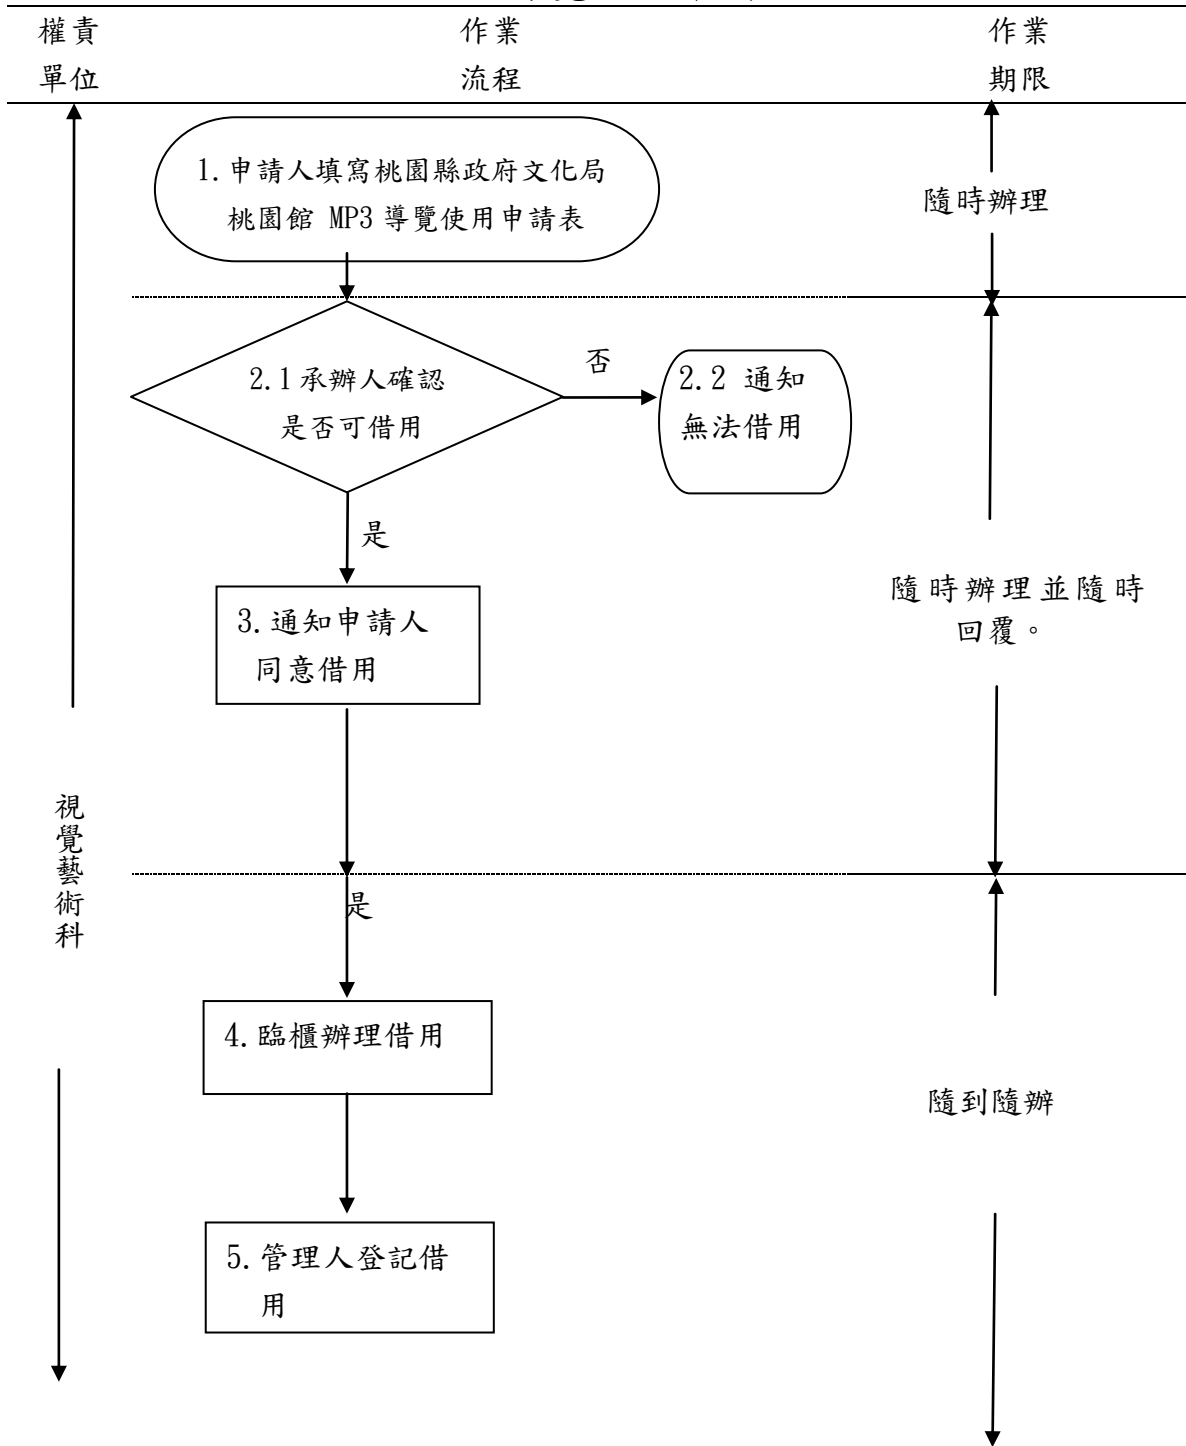 權責
單位
作業
流程
作業
期限
1.申請人填寫桃園縣政府文化局
桃園館 MP3 導覽使用申請表
隨時辦理
2.1承辦人確認
是否可借用
否
2.2 通知
無法借用
是
3.通知申請人
同意借用
隨時辦理並隨時
回覆。
視覺藝術科
是
4.臨櫃辦理借用
隨到隨辦
5.管理人登記借
用